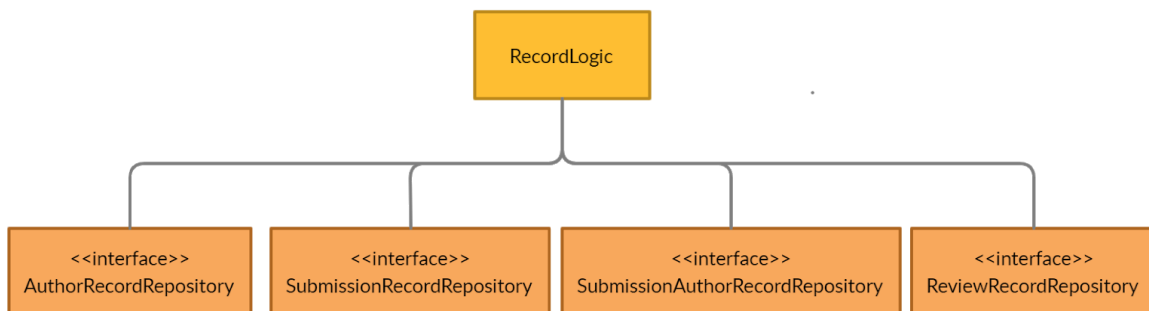 RecordLogic
<<interface>>
AuthorRecordRepository
<<interface>>
SubmissionRecordRepository
<<interface>>
SubmissionAuthorRecordRepository
<<interface>>
ReviewRecordRepository